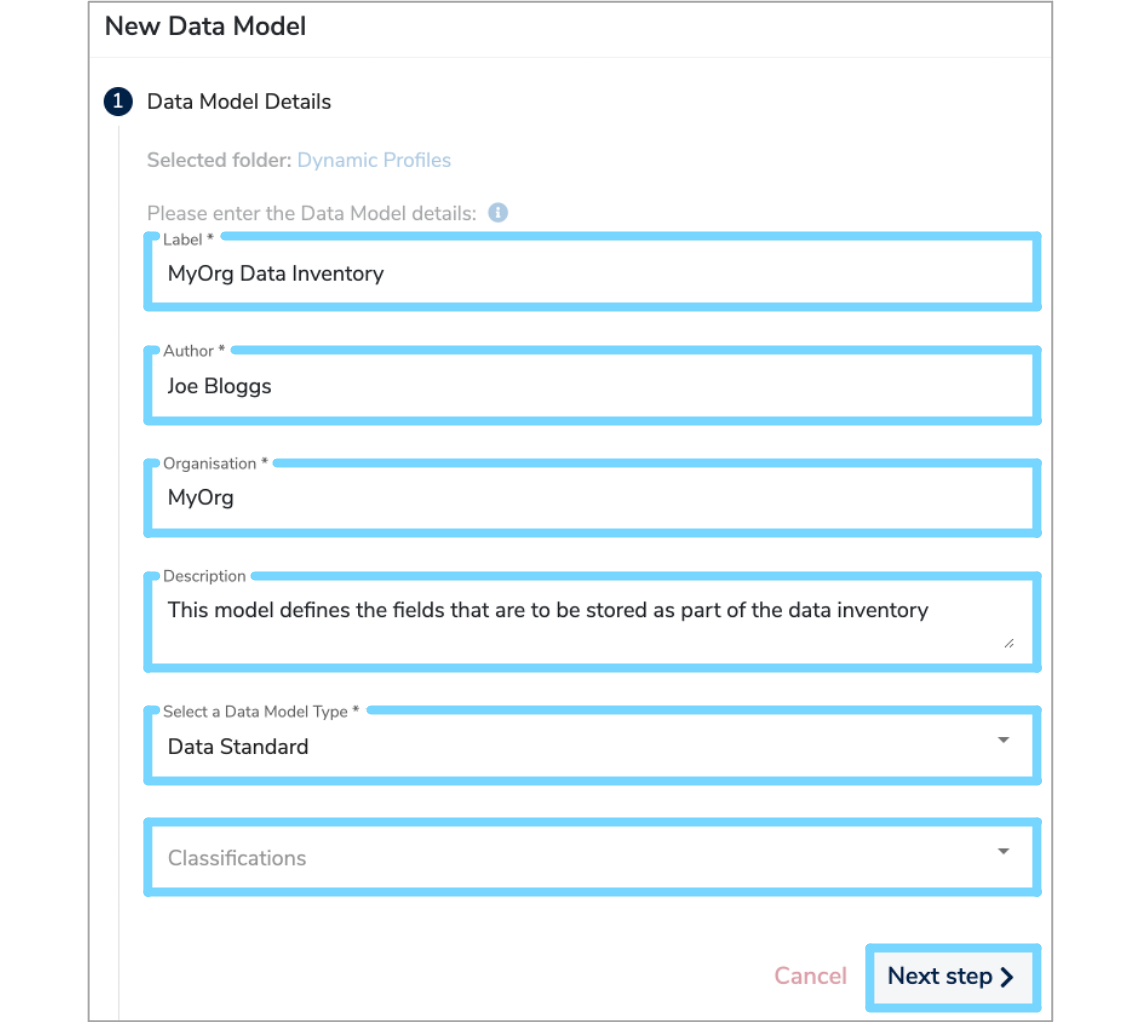 New Data Model
1 Data Model Details
Selected folder: Dynamic Profiles
Please enter the Data Model details:
Label *
MyOrg Data Inventory
Author *
Joe Bloggs
Organisation *
MyOrg
Description
This model defines the fields that are to be stored as part of the data inventory
Select a Data Model Type *
Data Standard
Classifications
Cancel Next step